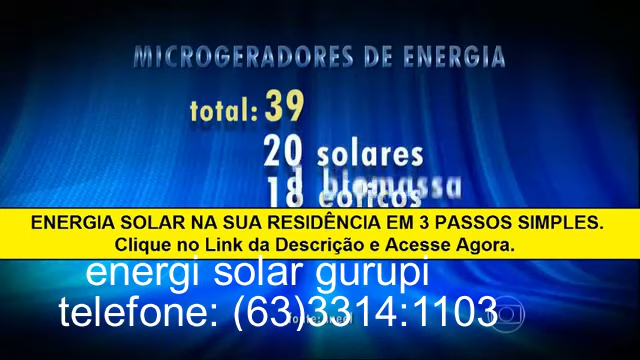 MICROGERADORES DE ENERGIA
total: 39
20 solares
1 biomassa
18 eólicos
ENERGIA SOLAR NA SUA RESIDÊNCIA EM 3 PASSOS SIMPLES.
Clique no Link da Descrição e Acesse Agora.
energi solar gurupi
telefone: (63)3314:1103